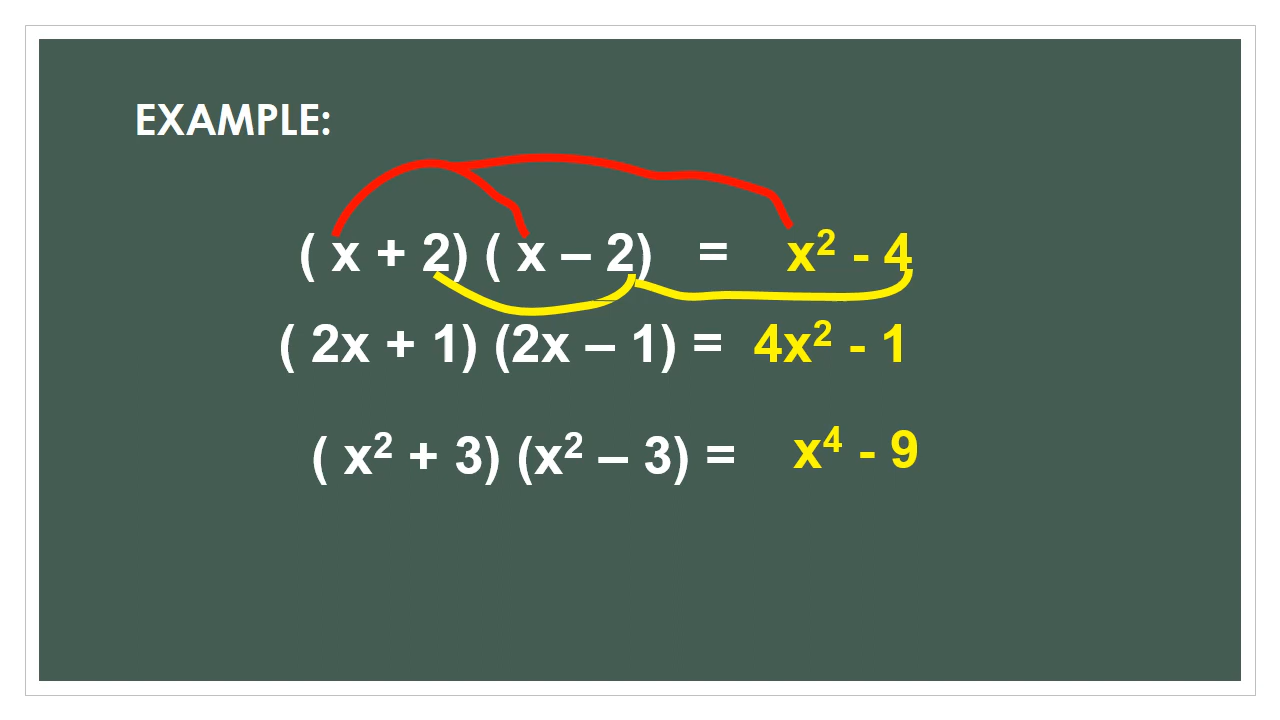 EXAMPLE:
( x + 2) ( x – 2) = x² - 4
( 2x + 1) (2x – 1) = 4x² - 1
( x² + 3) (x² – 3) = x⁴ - 9